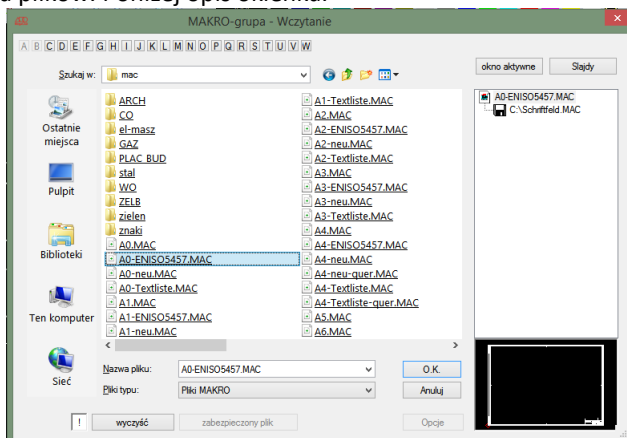 MAKRO-grupa - Wczytanie
A B C D E F G H I J K L M N O P Q R S T U V W
Szukaj w: mac
okno aktywne Slajdy
Ostatnie miejsca
Pulpit
Biblioteki
Ten komputer
Sieć
ARCH
CO
el-masz
GAZ
PLAC BUD
stal
WO
ZELB
zielen
znaki
A0.MAC
A0-ENISO5457.MAC
A0-neu.MAC
A0-Textliste.MAC
A1.MAC
A1-ENISO5457.MAC
A1-neu.MAC
A1-Textliste.MAC
A2.MAC
A2-ENISO5457.MAC
A2-neu.MAC
A2-Textliste.MAC
A3.MAC
A3-ENISO5457.MAC
A3-neu.MAC
A3-Textliste.MAC
A4.MAC
A4-ENISO5457.MAC
A4-neu.MAC
A4-neu-quer.MAC
A4-Textliste.MAC
A4-Textliste-quer.MAC
A5.MAC
A6.MAC
A0-ENISO5457.MAC
C:\Schriftfeld.MAC
Nazwa pliku: A0-ENISO5457.MAC O.K.
Pliki typu: Pliki MAKRO Anuluj
! wyczyść zabezpieczony plik Opcje